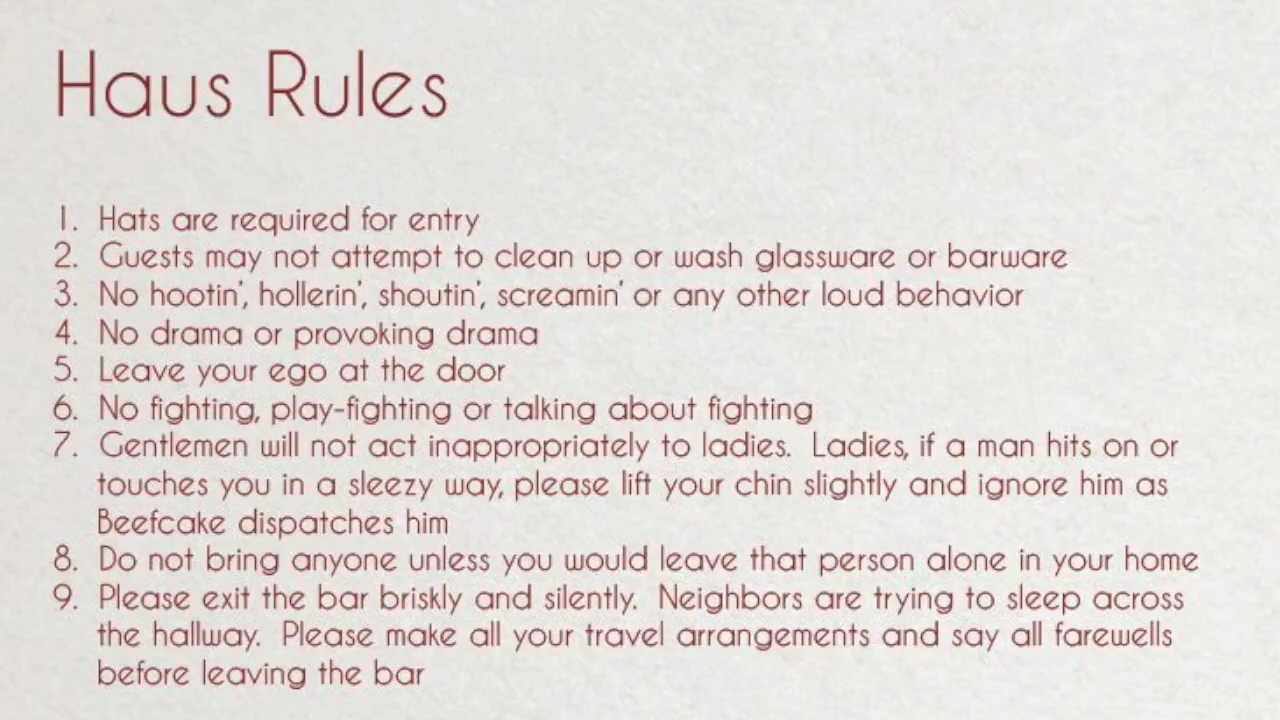 Haus Rules
1. Hats are required for entry
2. Guests may not attempt to clean up or wash glassware or barware
3. No hootin', hollerin', shoutin', screamin' or any other loud behavior
4. No drama or provoking drama
5. Leave your ego at the door
6. No fighting, play-fighting or talking about fighting
7. Gentlemen will not act inappropriately to ladies. Ladies, if a man hits on or
touches you in a sleezy way, please lift your chin slightly and ignore him as
Beefcake dispatches him
8. Do not bring anyone unless you would leave that person alone in your home
9. Please exit the bar briskly and silently. Neighbors are trying to sleep across
the hallway. Please make all your travel arrangements and say all farewells
before leaving the bar